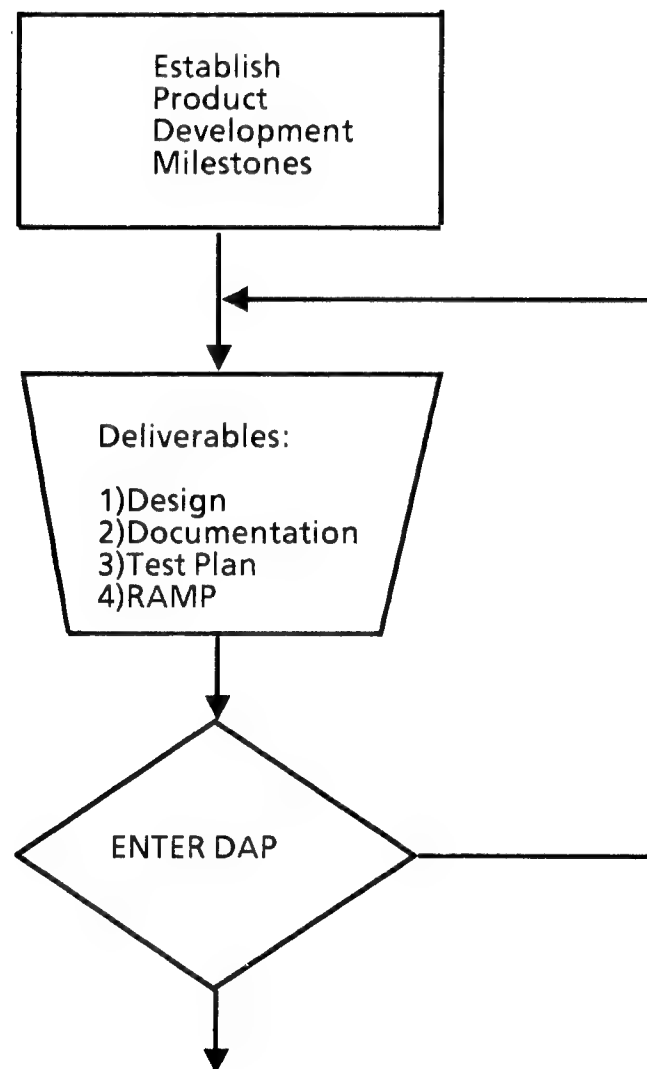 Establish
Product
Development
Milestones
Deliverables:
1)Design
2)Documentation
3)Test Plan
4)RAMP
ENTER DAP